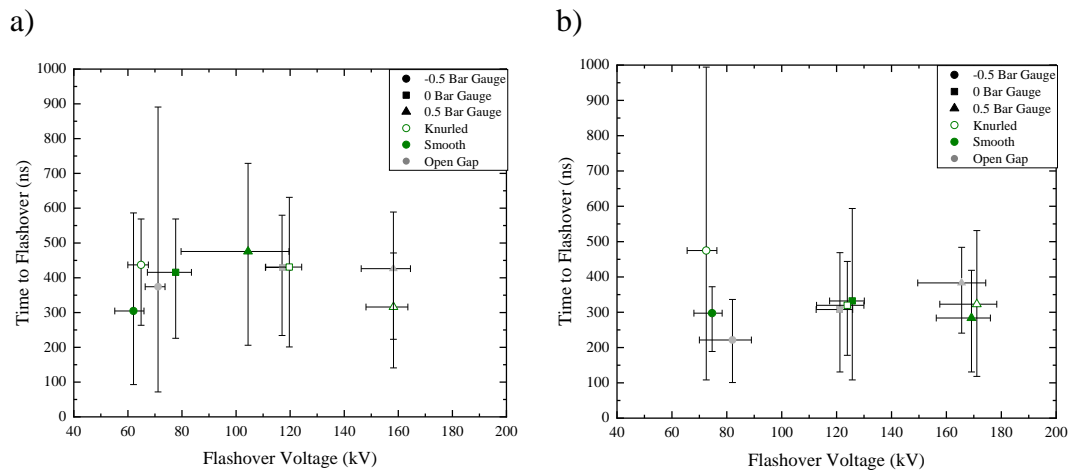 a)
1000
900
800
700
600
500
400
300
200
100
0
Time to Flashover (ns)
40 60 80 100 120 140 160 180 200
Flashover Voltage (kV)
-0.5 Bar Gauge
0 Bar Gauge
0.5 Bar Gauge
Knurled
Smooth
Open Gap
b)
1000
900
800
700
600
500
400
300
200
100
0
Time to Flashover (ns)
40 60 80 100 120 140 160 180 200
Flashover Voltage (kV)
-0.5 Bar Gauge
0 Bar Gauge
0.5 Bar Gauge
Knurled
Smooth
Open Gap